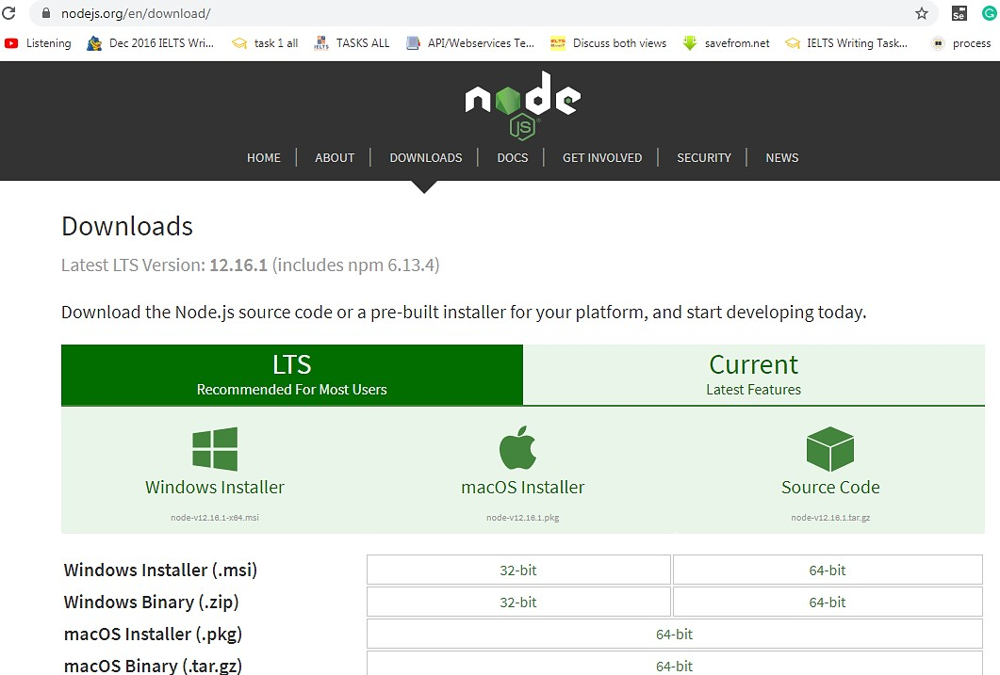 nodejs.org/en/download/
Se
G
Listening Dec 2016 IELTS Wri... task 1 all IELTS TASKS ALL API/Webservices Te... Discuss both views savefrom.net IELTS Writing Task... process
node
JS
HOME ABOUT DOWNLOADS DOCS GET INVOLVED SECURITY NEWS
Downloads
Latest LTS Version: 12.16.1 (includes npm 6.13.4)
Download the Node.js source code or a pre-built installer for your platform, and start developing today.
LTS Current
Recommended For Most Users Latest Features
Windows Installer macOS Installer Source Code
node-v12.16.1-x64.msi node-v12.16.1.pkg node-v12.16.1.tar.gz
Windows Installer (.msi) 32-bit 64-bit
Windows Binary (.zip) 32-bit 64-bit
macOS Installer (.pkg) 64-bit
macOS Binary (.tar.gz) 64-bit